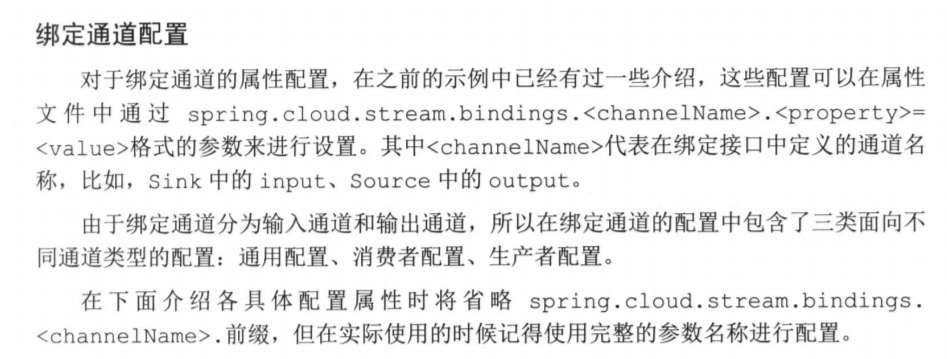 绑定通道配置
对于绑定通道的属性配置，在之前的示例中已经有过一些介绍，这些配置可以在属性
文件中通过 spring.cloud.stream.bindings.<channelName>.<property>=
<value>格式的参数来进行设置。其中<channelName>代表在绑定接口中定义的通道名
称，比如，Sink 中的 input、Source 中的 output。
由于绑定通道分为输入通道和输出通道，所以在绑定通道的配置中包含了三类面向不
同通道类型的配置：通用配置、消费者配置、生产者配置。
在下面介绍各具体配置属性时将省略 spring.cloud.stream.bindings.
<channelName>.前缀，但在实际使用的时候记得使用完整的参数名称进行配置。